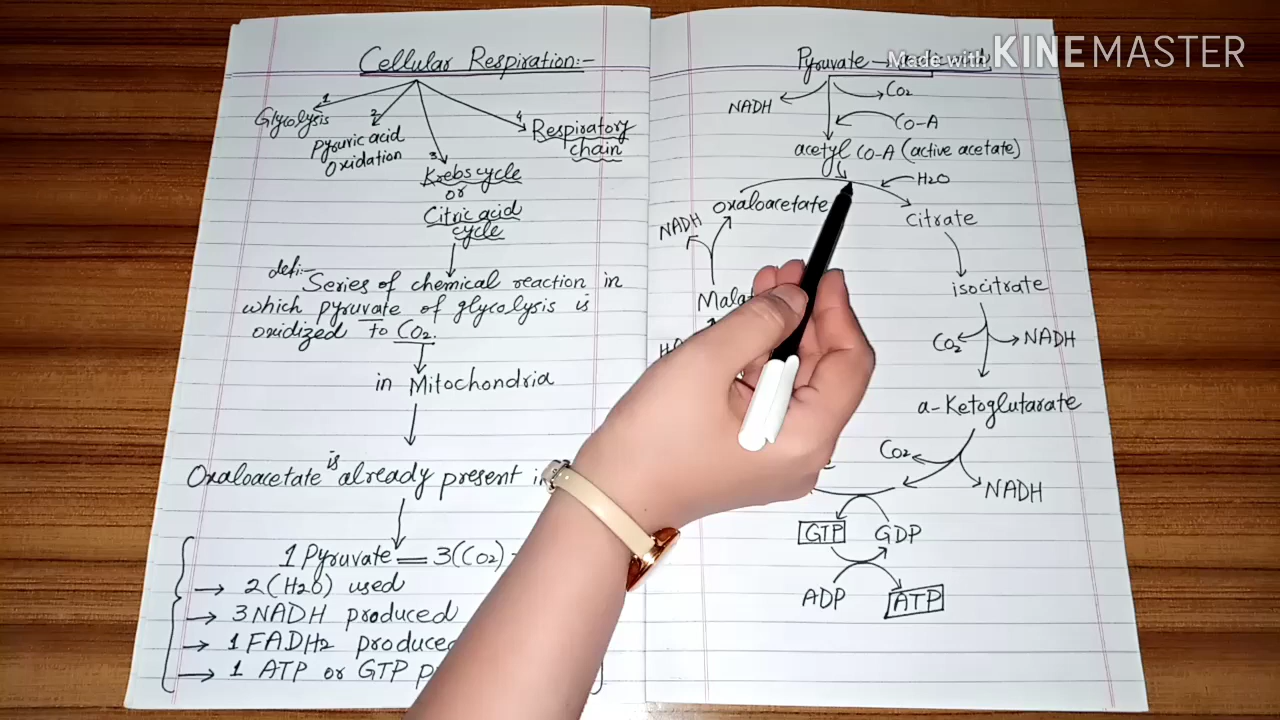 Cellular Respiration:-
1
Glycolysis
2
Pyruvic acid
Oxidation
3
Krebs cycle
or
Citric acid
cycle
4
Respiratory
chain
defi:-
Series of chemical reaction in
which pyruvate of glycolysis is
oxidized to CO2.
in Mitochondria
Oxaloacetate is already present
1 Pyruvate = 3(CO2)
→ 2(H2O) used
→ 3 NADH produced
→ 1 FADH2 produced
→ 1 ATP or GTP
Made with KINEMASTER
Pyruvate
NADH
CO2
CO-A
acetyl CO-A (active acetate)
H2O
Oxaloacetate
Citrate
NADH
isocitrate
CO2
NADH
a-Ketoglutarate
CO2
NADH
GTP
GDP
ADP
ATP